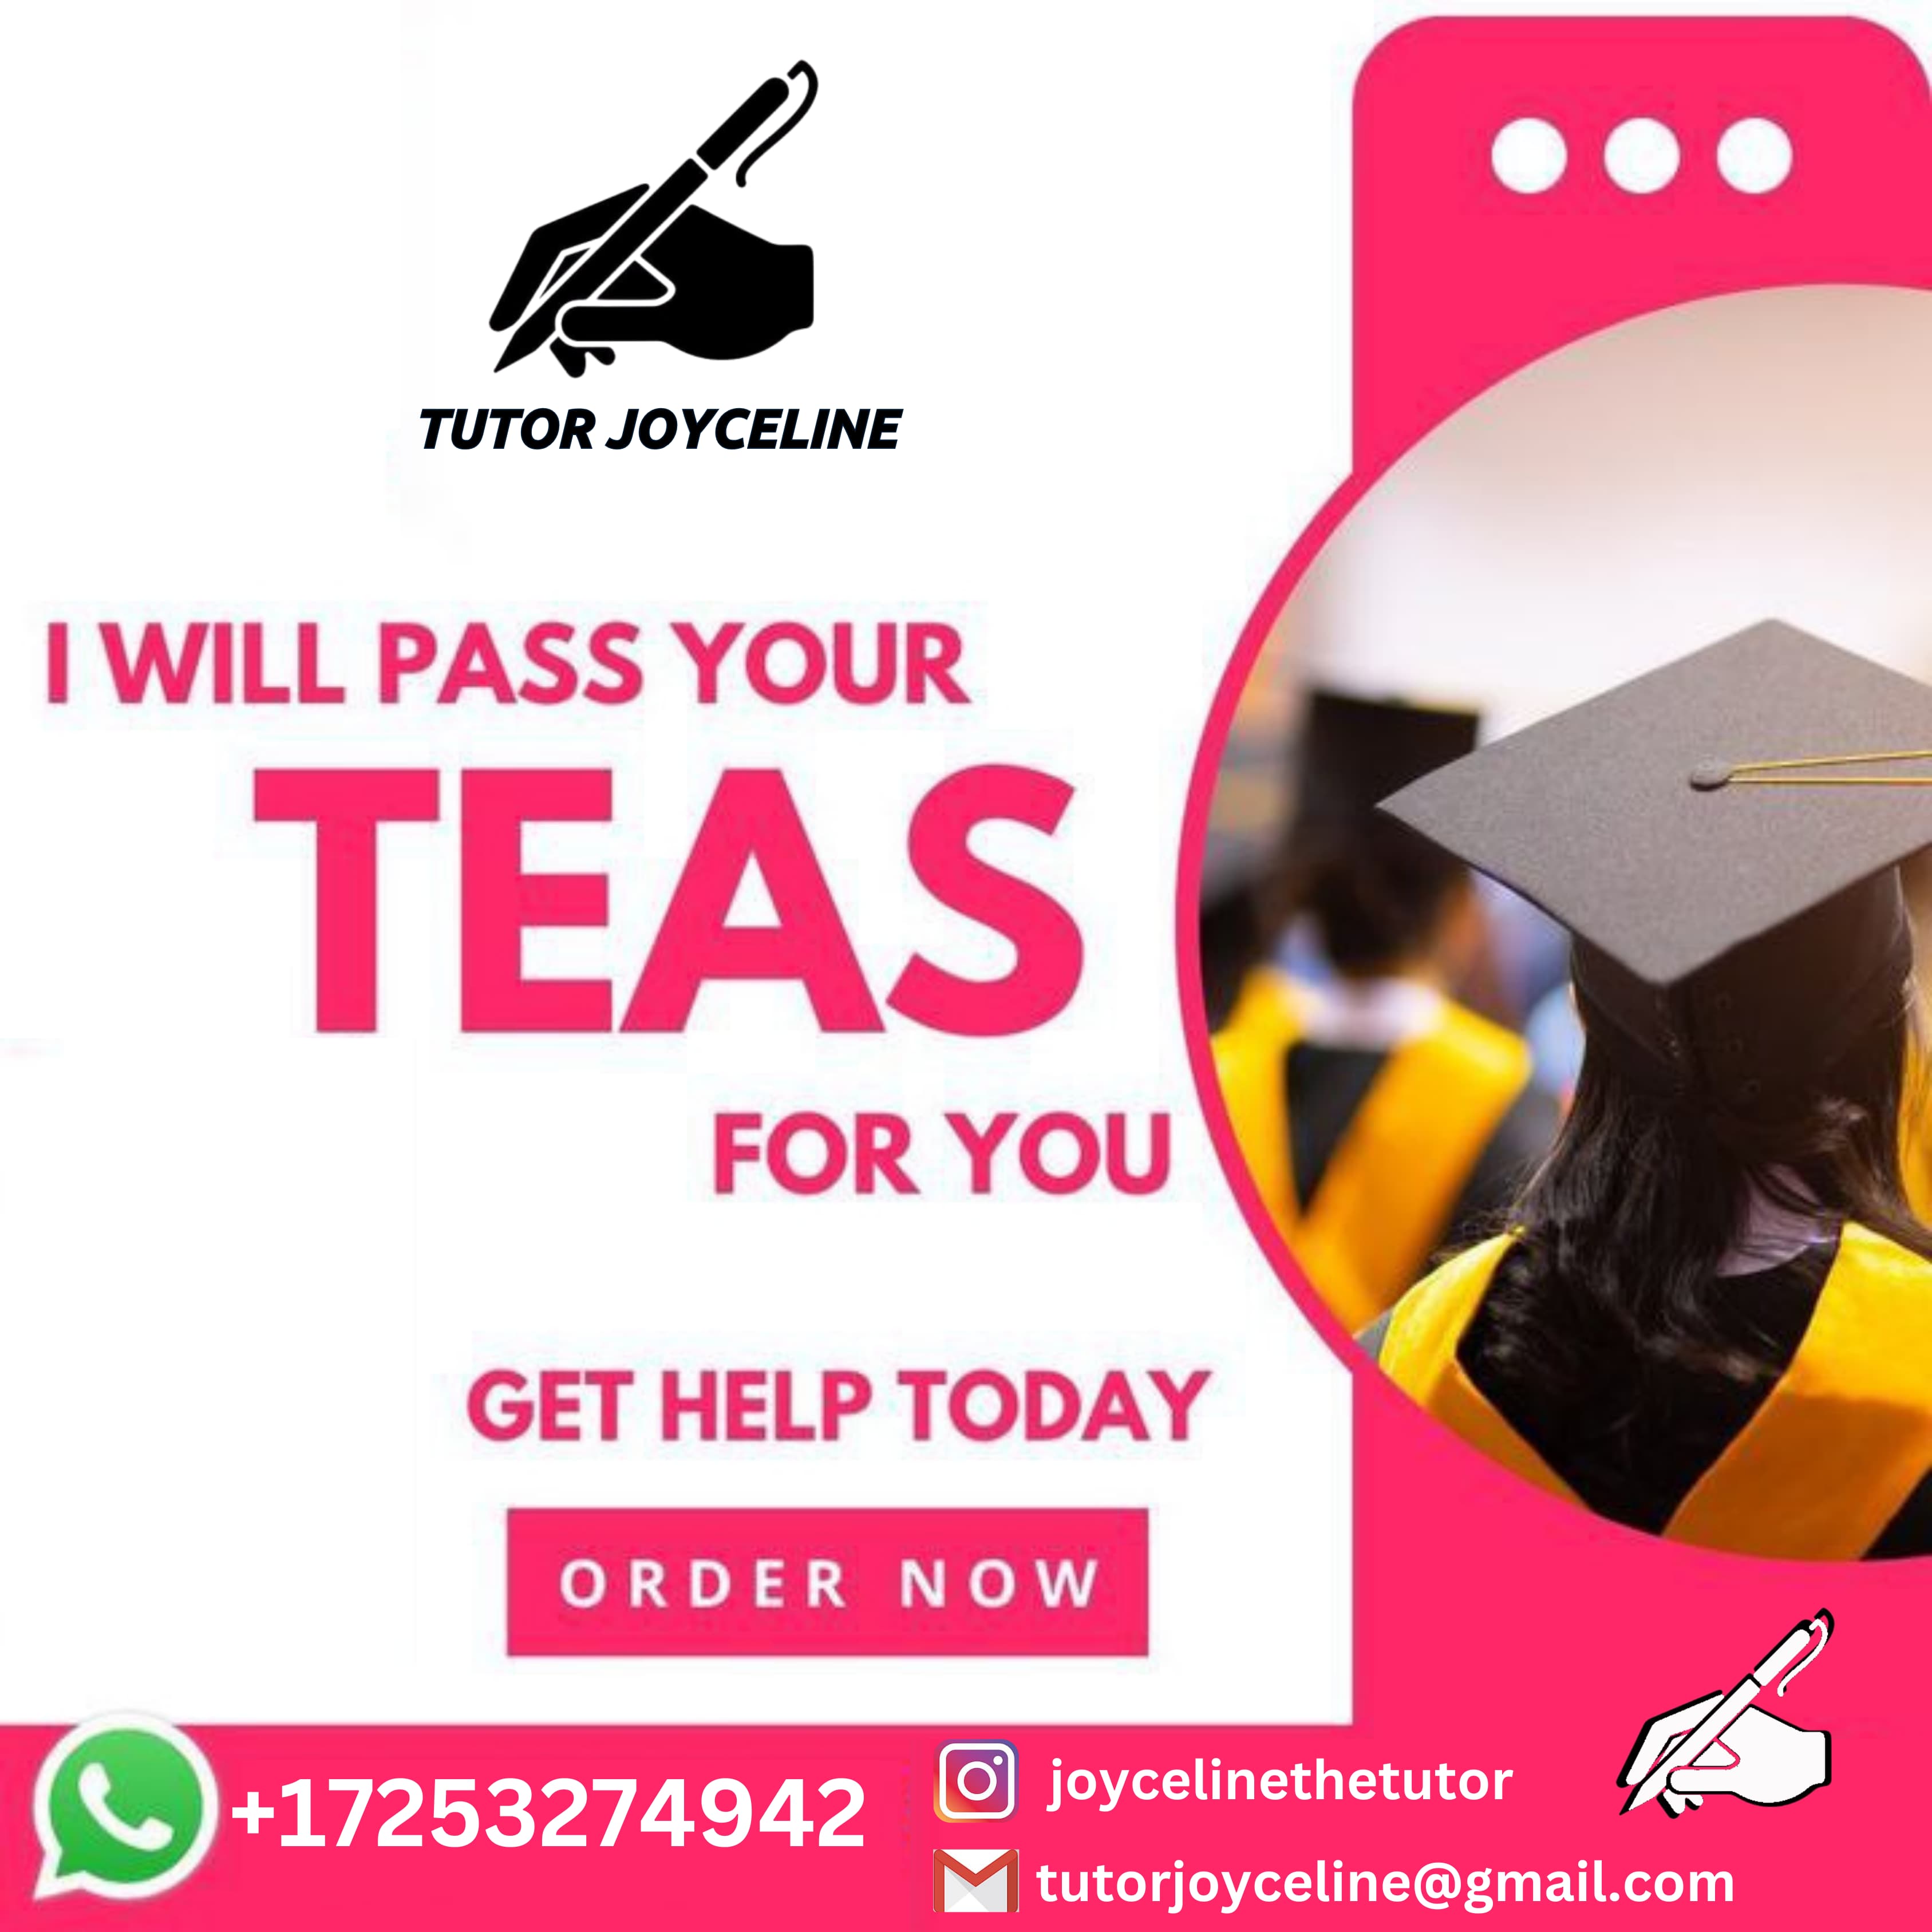 TUTOR JOYCELINE
I WILL PASS YOUR
TEAS
FOR YOU
GET HELP TODAY
ORDER NOW
+17253274942
joycelinethetutor
tutorjoyceline@gmail.com